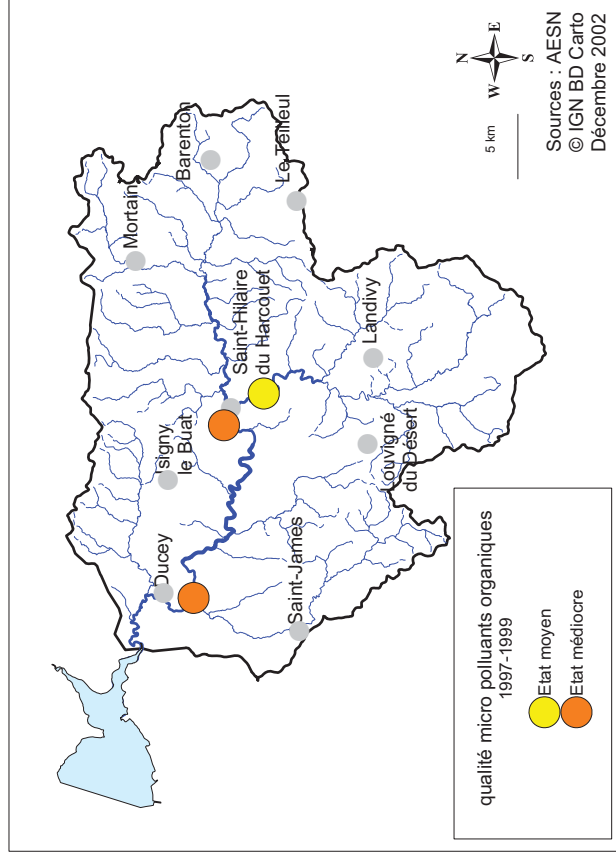 Mortain
Barenton
Le Teilleul
Saint-Hilaire
du Harcouet
Isigny
le Buat
Ducey
Landivy
Louvigné
du Désert
Saint-James
N
W
E
S
5 km
Sources : AESN
© IGN BD Carto
Décembre 2002
qualité micro polluants organiques
1997-1999
Etat moyen
Etat médiocre